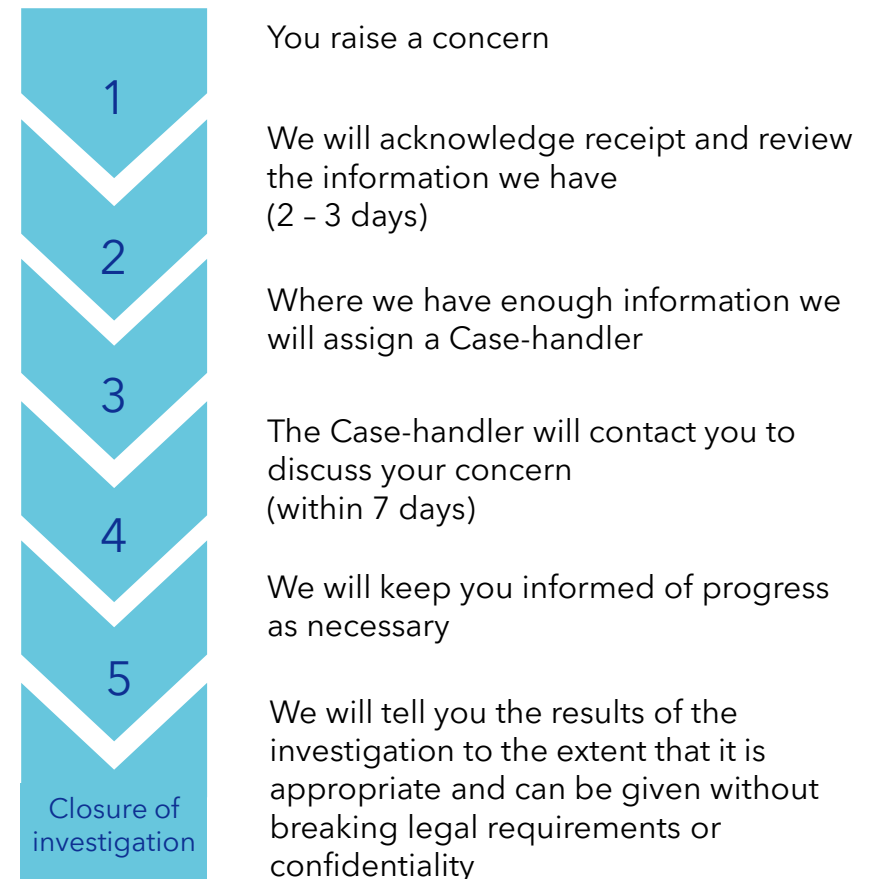 You raise a concern
1
We will acknowledge receipt and review
the information we have
(2 – 3 days)
2
Where we have enough information we
will assign a Case-handler
3
The Case-handler will contact you to
discuss your concern
(within 7 days)
4
We will keep you informed of progress
as necessary
5
We will tell you the results of the
investigation to the extent that it is
appropriate and can be given without
breaking legal requirements or
confidentiality
Closure of
investigation